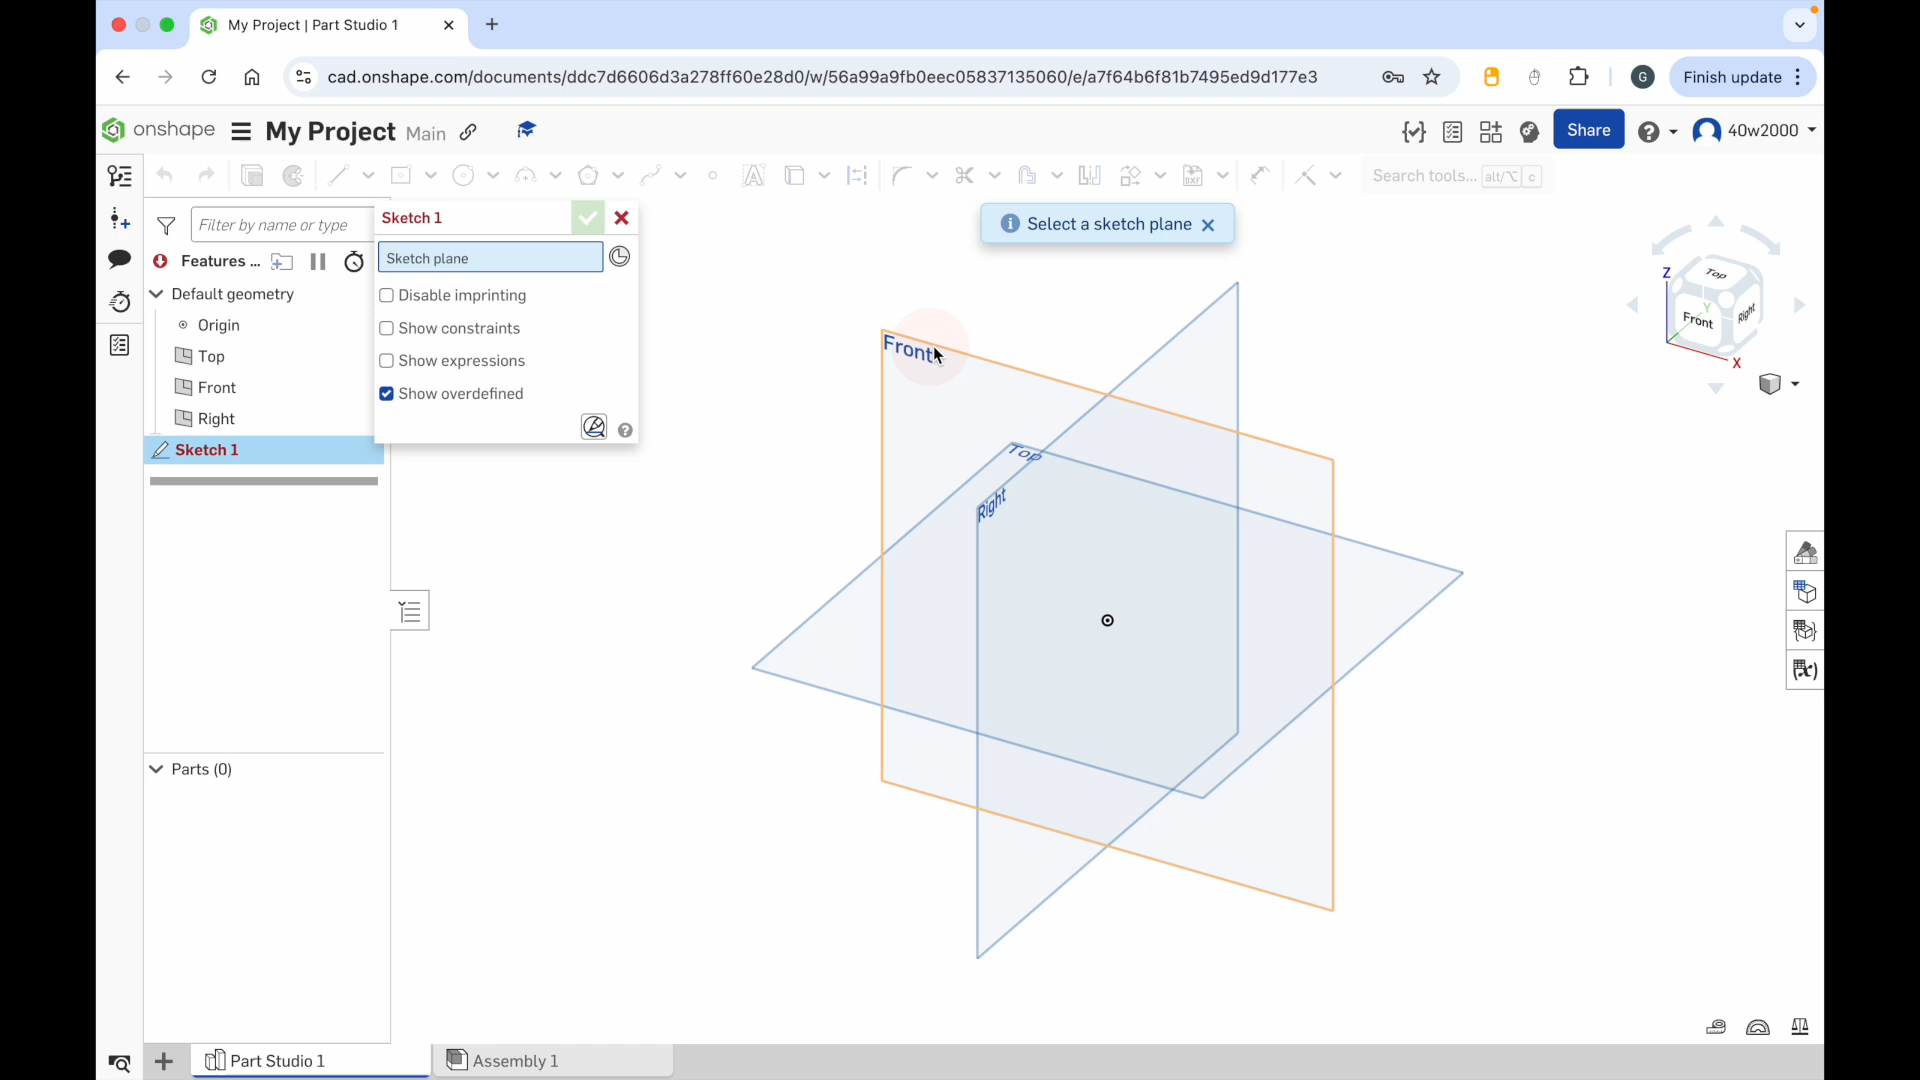 My Project | Part Studio 1
cad.onshape.com/documents/ddc7d6606d3a278ff60e28d0/w/56a99a9fb0eec05837135060/e/a7f64b6f81b7495ed9d177e3
G
Finish update
onshape
My Project Main
Share
40w2000
Search tools... alt/⌥ c
Filter by name or type
Sketch 1
Select a sketch plane
Features ...
Sketch plane
Default geometry
Disable imprinting
Origin
Show constraints
Top
Show expressions
Front
Show overdefined
Right
Sketch 1
Front
Top
Right
Z
Top
Y
Front
Right
X
Parts (0)
Part Studio 1
Assembly 1